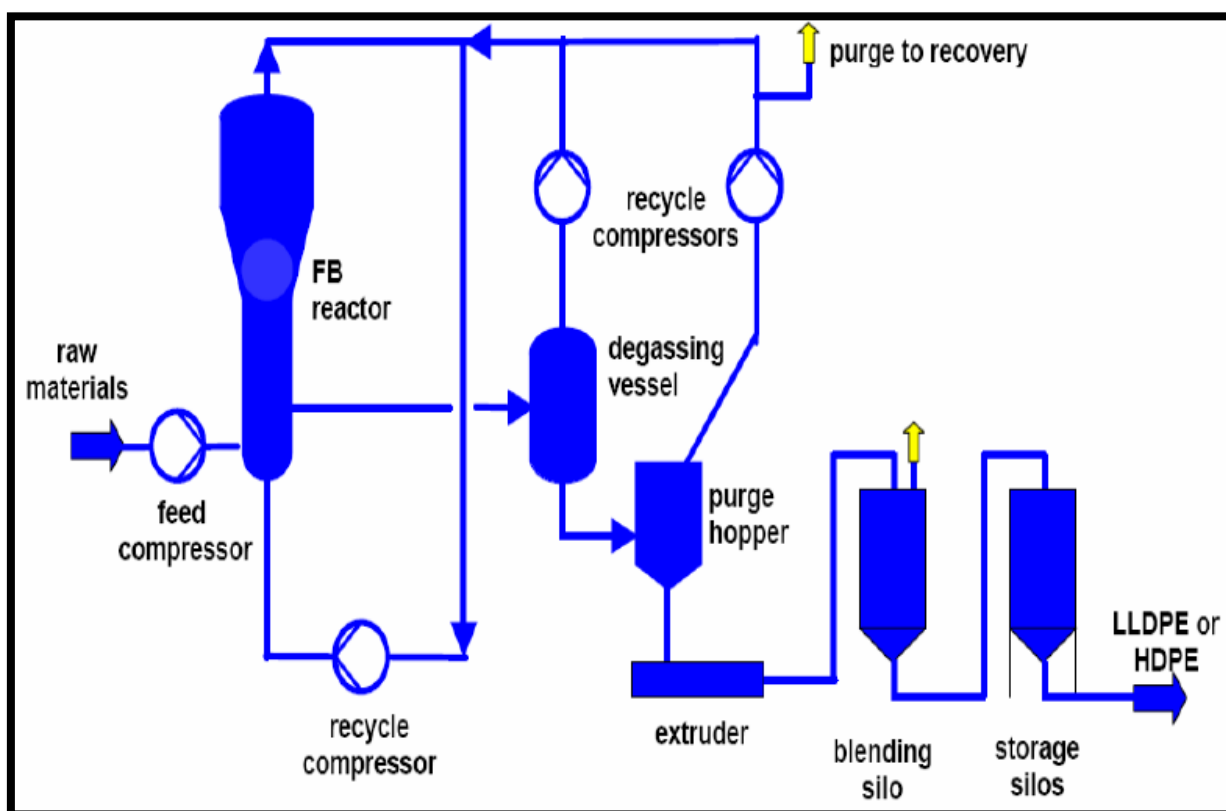 purge to recovery
recycle
compressors
FB
reactor
degassing
vessel
raw
materials
feed
compressor
purge
hopper
LLDPE or
HDPE
recycle
compressor
extruder
blending
silo
storage
silos